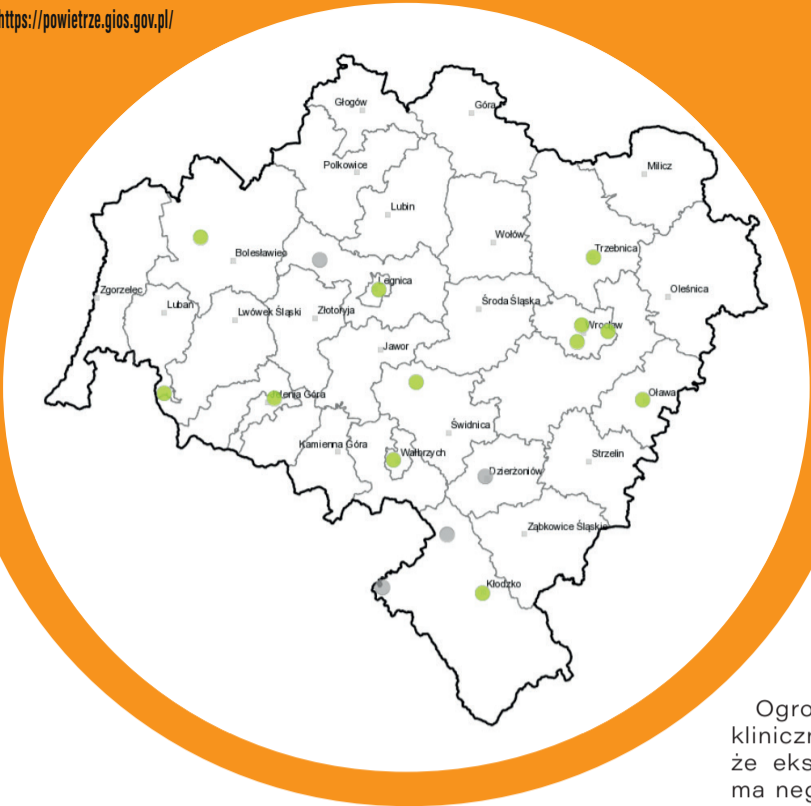 https://powietrze.gios.gov.pl/
Głogów
Góra
Polkowice
Milicz
Lubin
Wołów
Trzebnica
Bolesławiec
Legnica
Zgorzelec
Oleśnica
Lubań
Lwówek Śląski
Złotoryja
Środa Śląska
Wrocław
Jawor
Jelenia Góra
Oława
Świdnica
Kamienna Góra
Wałbrzych
Strzelin
Dzierżoniów
Ząbkowice Śląskie
Kłodzko
Ogro
kliniczn
że eks
ma neg